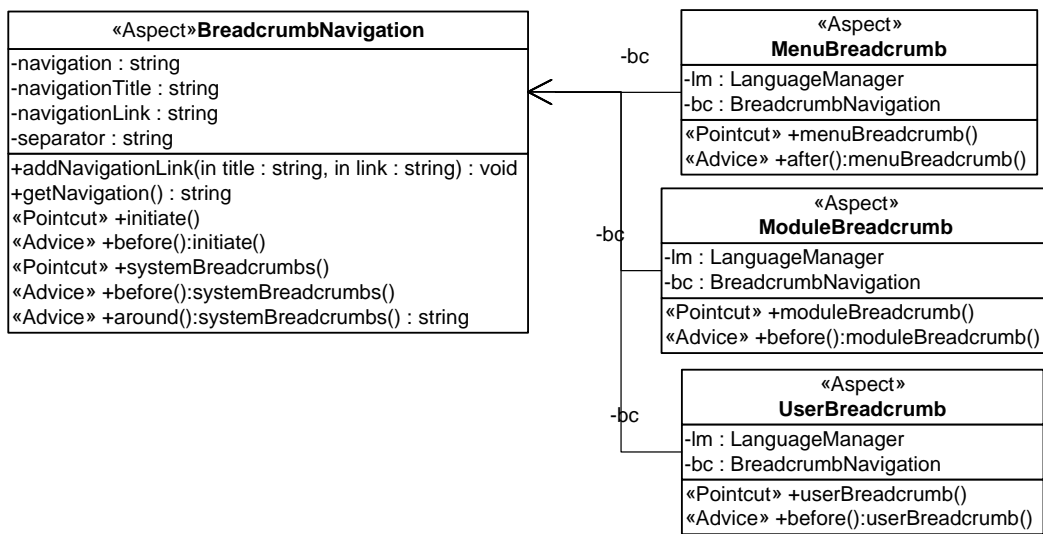 «Aspect»BreadcrumbNavigation
-navigation : string
-navigationTitle : string
-navigationLink : string
-separator : string
+addNavigationLink(in title : string, in link : string) : void
+getNavigation() : string
«Pointcut» +initiate()
«Advice» +before():initiate()
«Pointcut» +systemBreadcrumbs()
«Advice» +before():systemBreadcrumbs()
«Advice» +around():systemBreadcrumbs() : string
-bc
«Aspect»
MenuBreadcrumb
-lm : LanguageManager
-bc : BreadcrumbNavigation
«Pointcut» +menuBreadcrumb()
«Advice» +after():menuBreadcrumb()
-bc
«Aspect»
ModuleBreadcrumb
-lm : LanguageManager
-bc : BreadcrumbNavigation
«Pointcut» +moduleBreadcrumb()
«Advice» +before():moduleBreadcrumb()
-bc
«Aspect»
UserBreadcrumb
-lm : LanguageManager
-bc : BreadcrumbNavigation
«Pointcut» +userBreadcrumb()
«Advice» +before():userBreadcrumb()